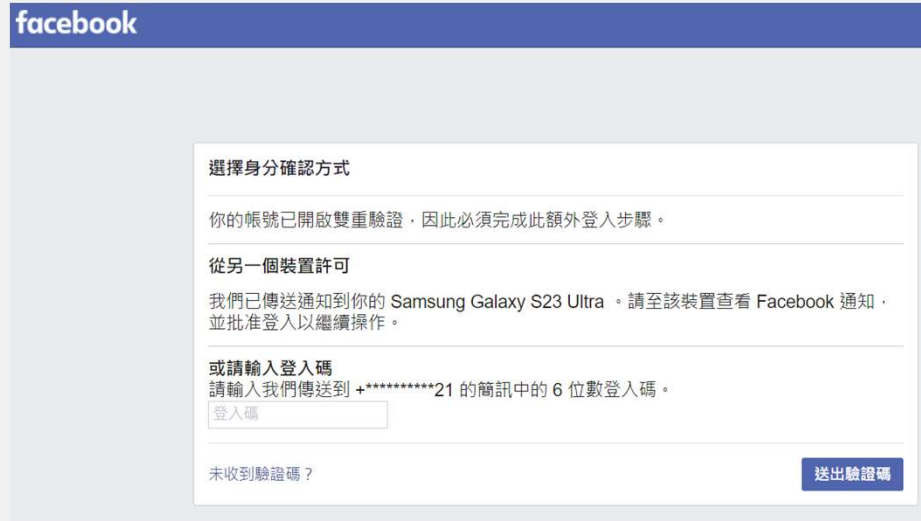 facebook
選擇身分確認方式
你的帳號已開啟雙重驗證，因此必須完成此額外登入步驟。
從另一個裝置許可
我們已傳送通知到你的 Samsung Galaxy S23 Ultra 。請至該裝置查看 Facebook 通知，
並批准登入以繼續操作。
或請輸入登入碼
請輸入我們傳送到 +**********21 的簡訊中的 6 位數登入碼。
登入碼
未收到驗證碼？
送出驗證碼